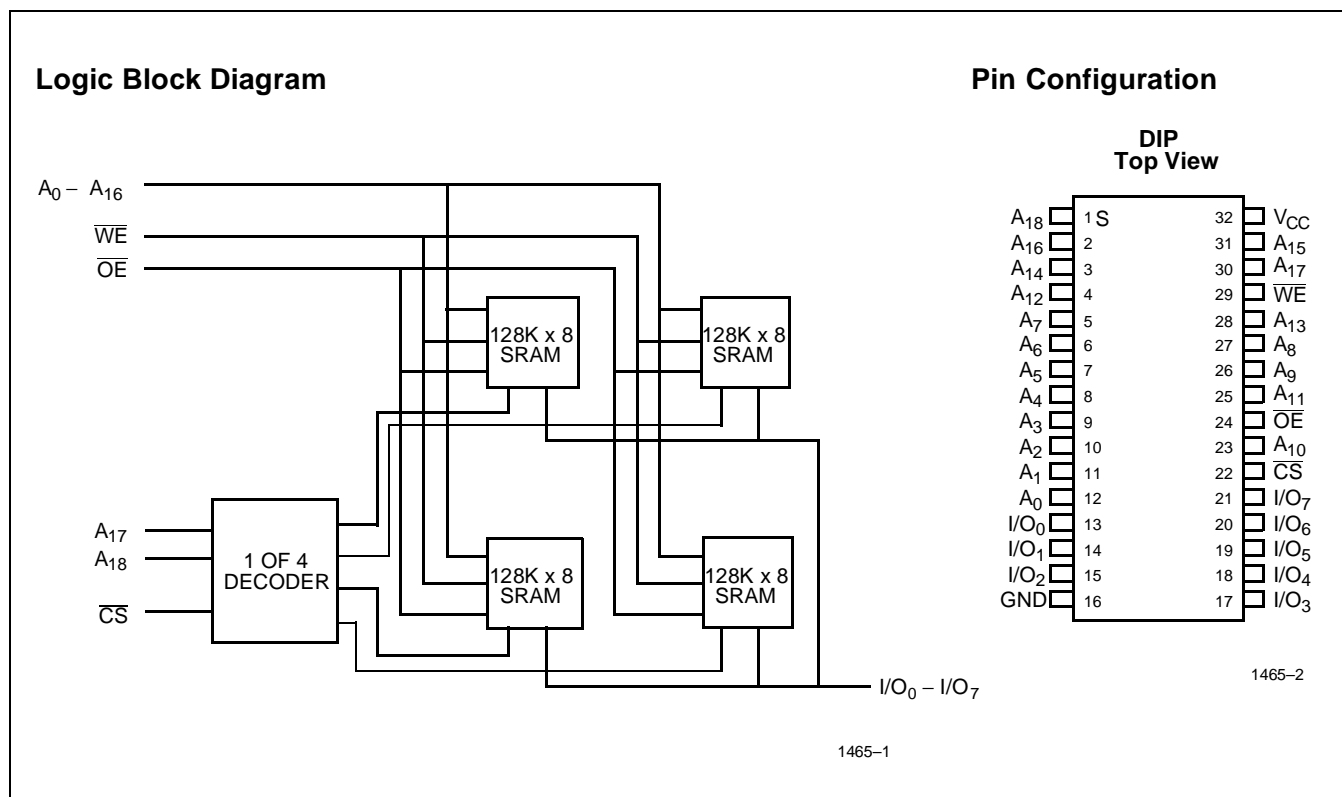 Logic Block Diagram
A0 – A16
WE
OE
128K x 8
SRAM
128K x 8
SRAM
A17
A18
CS
1 OF 4
DECODER
128K x 8
SRAM
128K x 8
SRAM
I/O0 – I/O7
1465–1
Pin Configuration
DIP
Top View
A18 1 S 32 VCC
A16 2 31 A15
A14 3 30 A17
A12 4 29 WE
A7 5 28 A13
A6 6 27 A8
A5 7 26 A9
A4 8 25 A11
A3 9 24 OE
A2 10 23 A10
A1 11 22 CS
A0 12 21 I/O7
I/O0 13 20 I/O6
I/O1 14 19 I/O5
I/O2 15 18 I/O4
GND 16 17 I/O3
1465–2